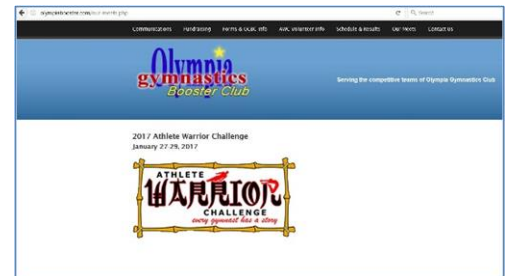 Communications Fundraising Forms & OGBC Info AWC Volunteer Info Schedule & Results Our Meets Contact Us
Search
Olympia
gymnastics
Booster Club
Serving the competitive teams of Olympia Gymnastics Club
2017 Athlete Warrior Challenge
January 27-29, 2017
ATHLETE
WARRIOR
CHALLENGE
every gymnast has a story